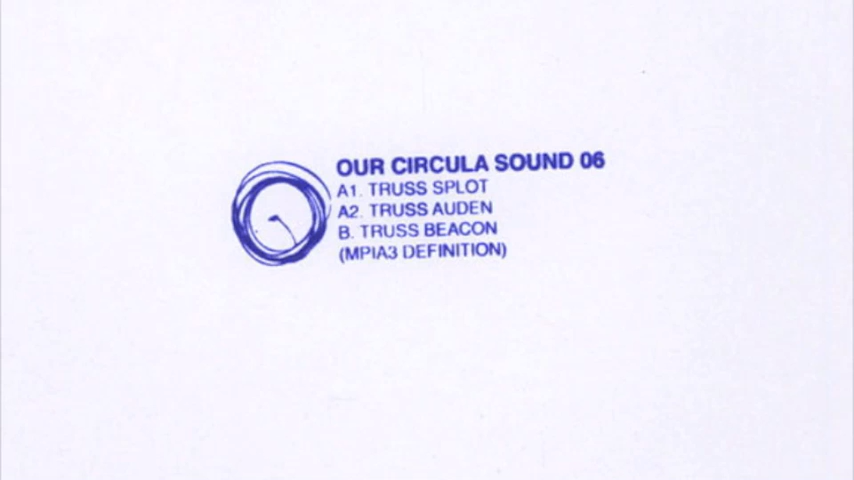 OUR CIRCULA SOUND 06
A1. TRUSS SPLOT
A2. TRUSS AUDEN
B. TRUSS BEACON
(MPIA3 DEFINITION)